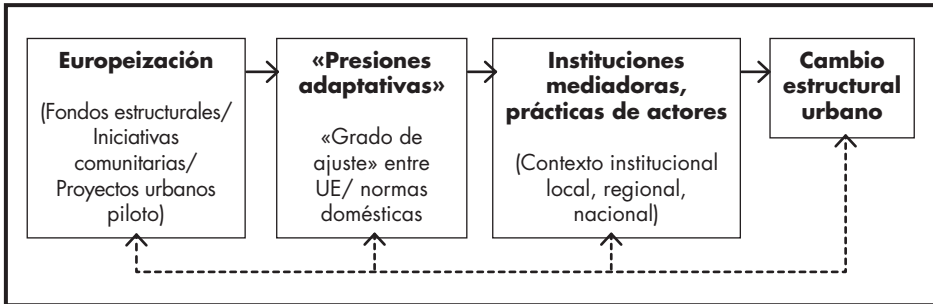 Europeización
(Fondos estructurales/
Iniciativas
comunitarias/
Proyectos urbanos
piloto)
«Presiones
adaptativas»
«Grado de
ajuste» entre
UE/ normas
domésticas
Instituciones
mediadoras,
prácticas de actores
(Contexto institucional
local, regional,
nacional)
Cambio
estructural
urbano